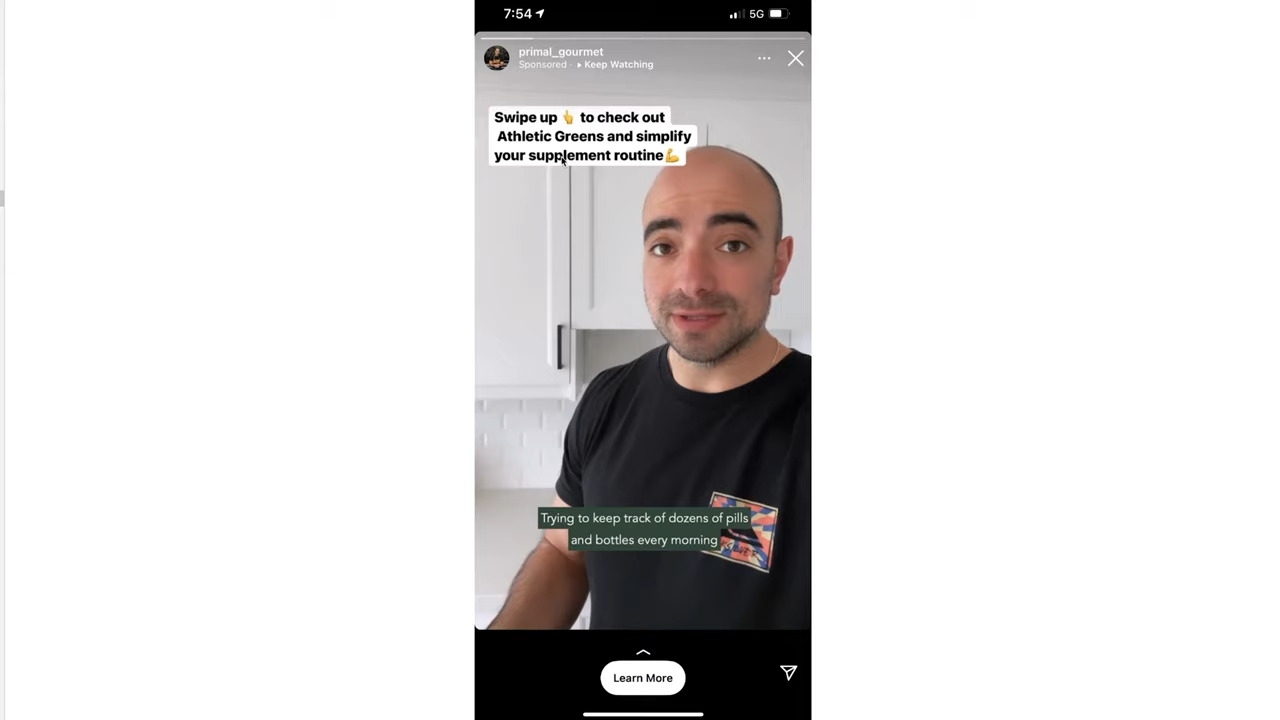 7:54
5G
primal_gourmet
Sponsored · Keep Watching
Swipe up 👆 to check out
Athletic Greens and simplify
your supplement routine💪
Trying to keep track of dozens of pills
and bottles every morning
Learn More